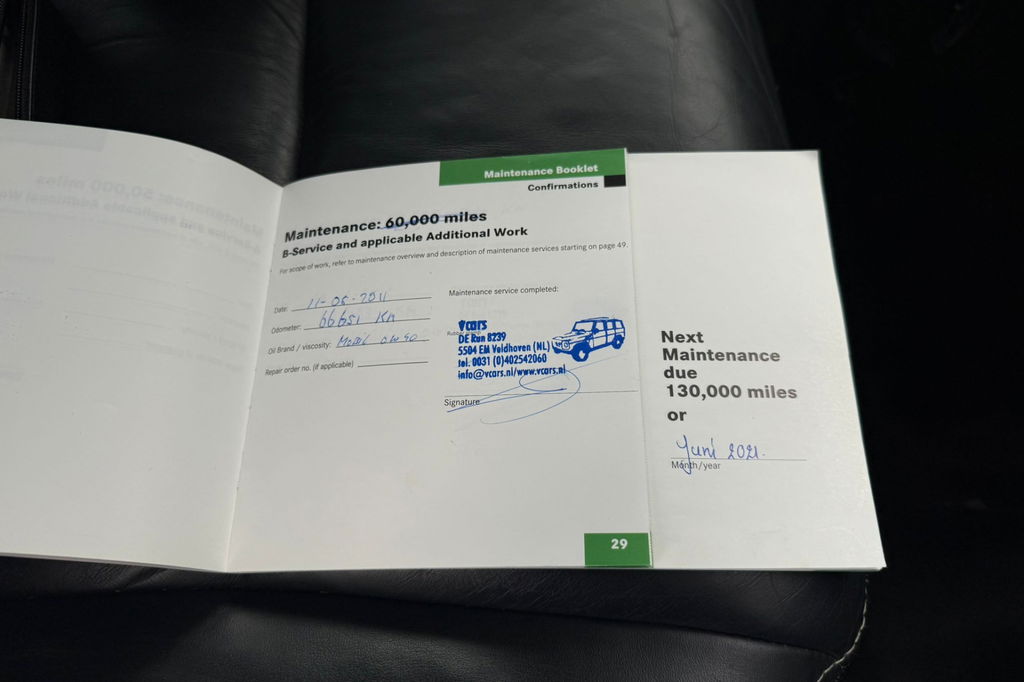 Maintenance Booklet
Confirmations
Maintenance: 60,000 miles
B-Service and applicable Additional Work
For scope of work, refer to maintenance overview and description of maintenance services starting on page 49.
Date: 11-05-2011
Odometer: 66651 Km
Oil Brand / viscosity: Mobil 0w40
Repair order no. (if applicable)
Maintenance service completed:
Vcars
DE Run 8239
5504 EM Veldhoven (NL)
tel. 0031 (0)402542060
info@vcars.nl/www.vcars.nl
Signature
29
Next
Maintenance
due
130,000 miles
or
Juni 2021.
Month/year